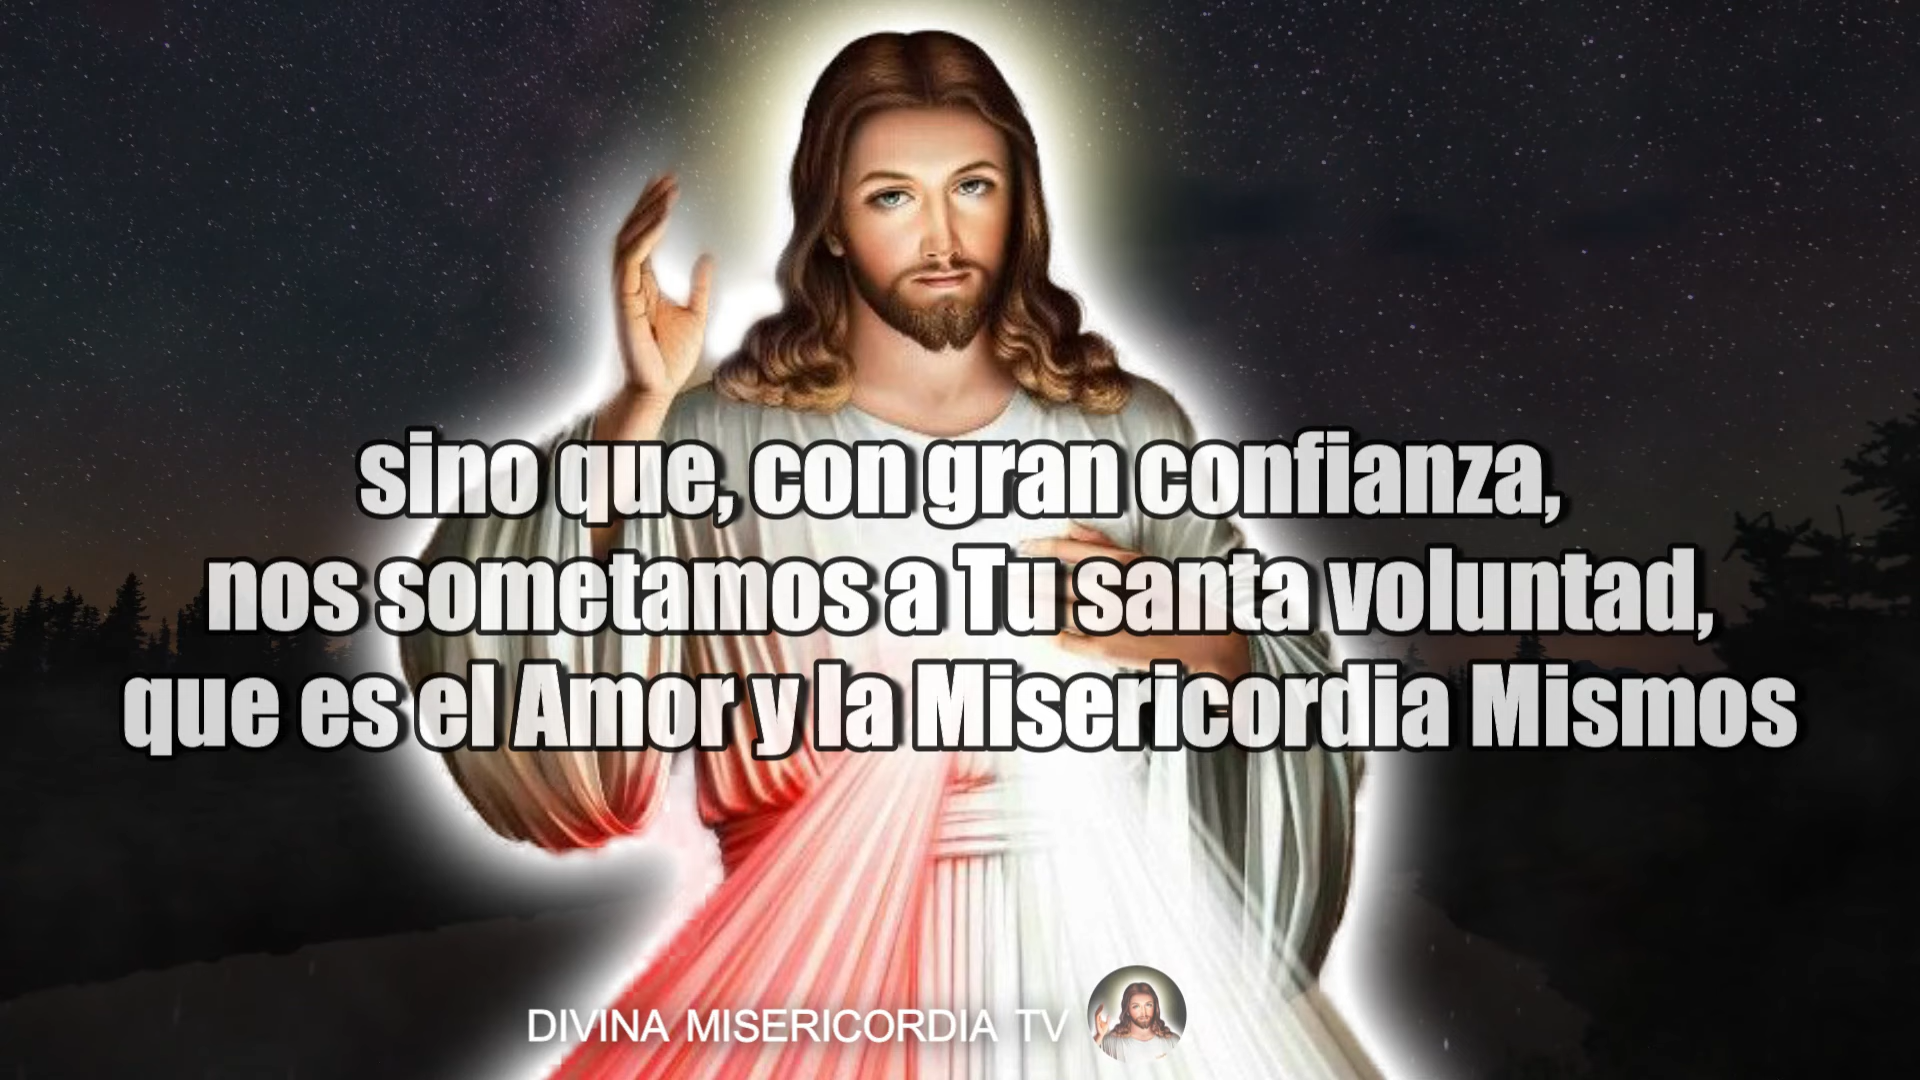 sino que, con gran confianza,
nos sometamos a Tu santa voluntad,
que es el Amor y la Misericordia Mismos
DIVINA MISERICORDIA TV